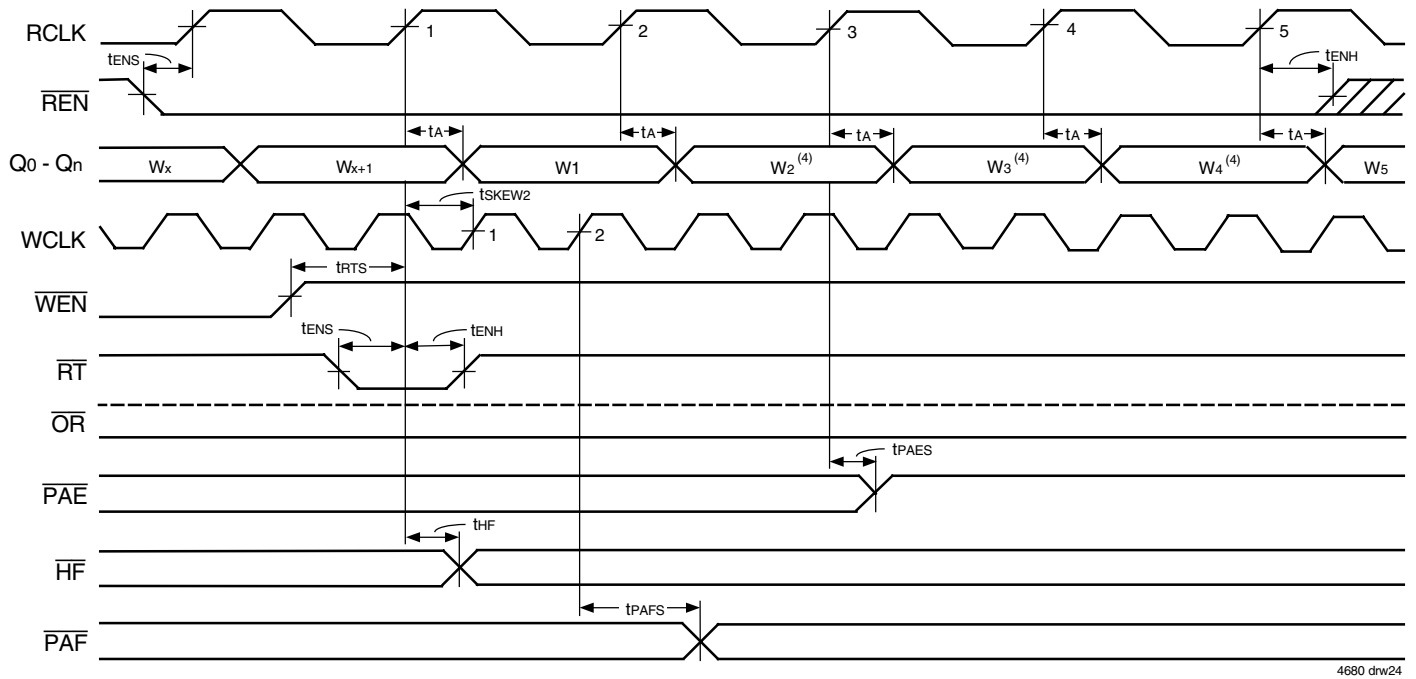 RCLK 1 2 3 4 5
tENS tENH
REN
tA tA tA tA tA
Q0 - Qn Wx Wx+1 W1 W2 (4) W3 (4) W4 (4) W5
tSKEW2
WCLK 1 2
tRTS
WEN
tENS tENH
RT
OR
tPAES
PAE
tHF
HF
tPAFS
PAF
4680 drw24